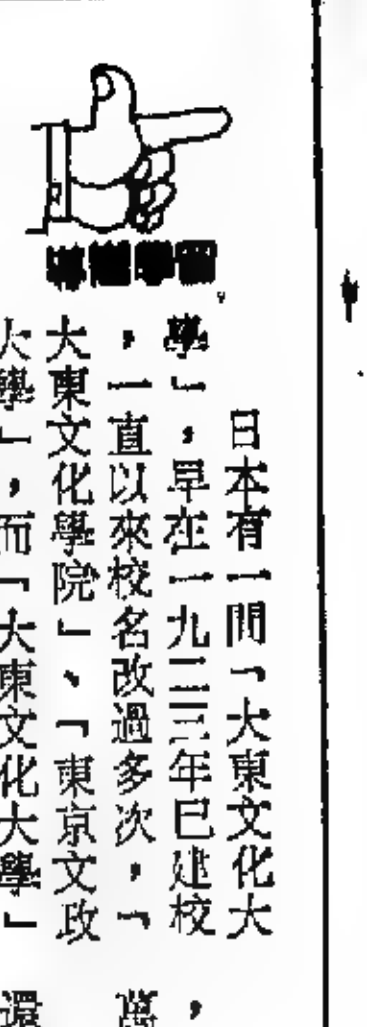 日本有一間「大東文化大
學」，早在一九二三年已建校
，一直以來校名改過多次，「
大東文化學院」、「東京文政
大學」，而「大東文化大學」
，
萬
還